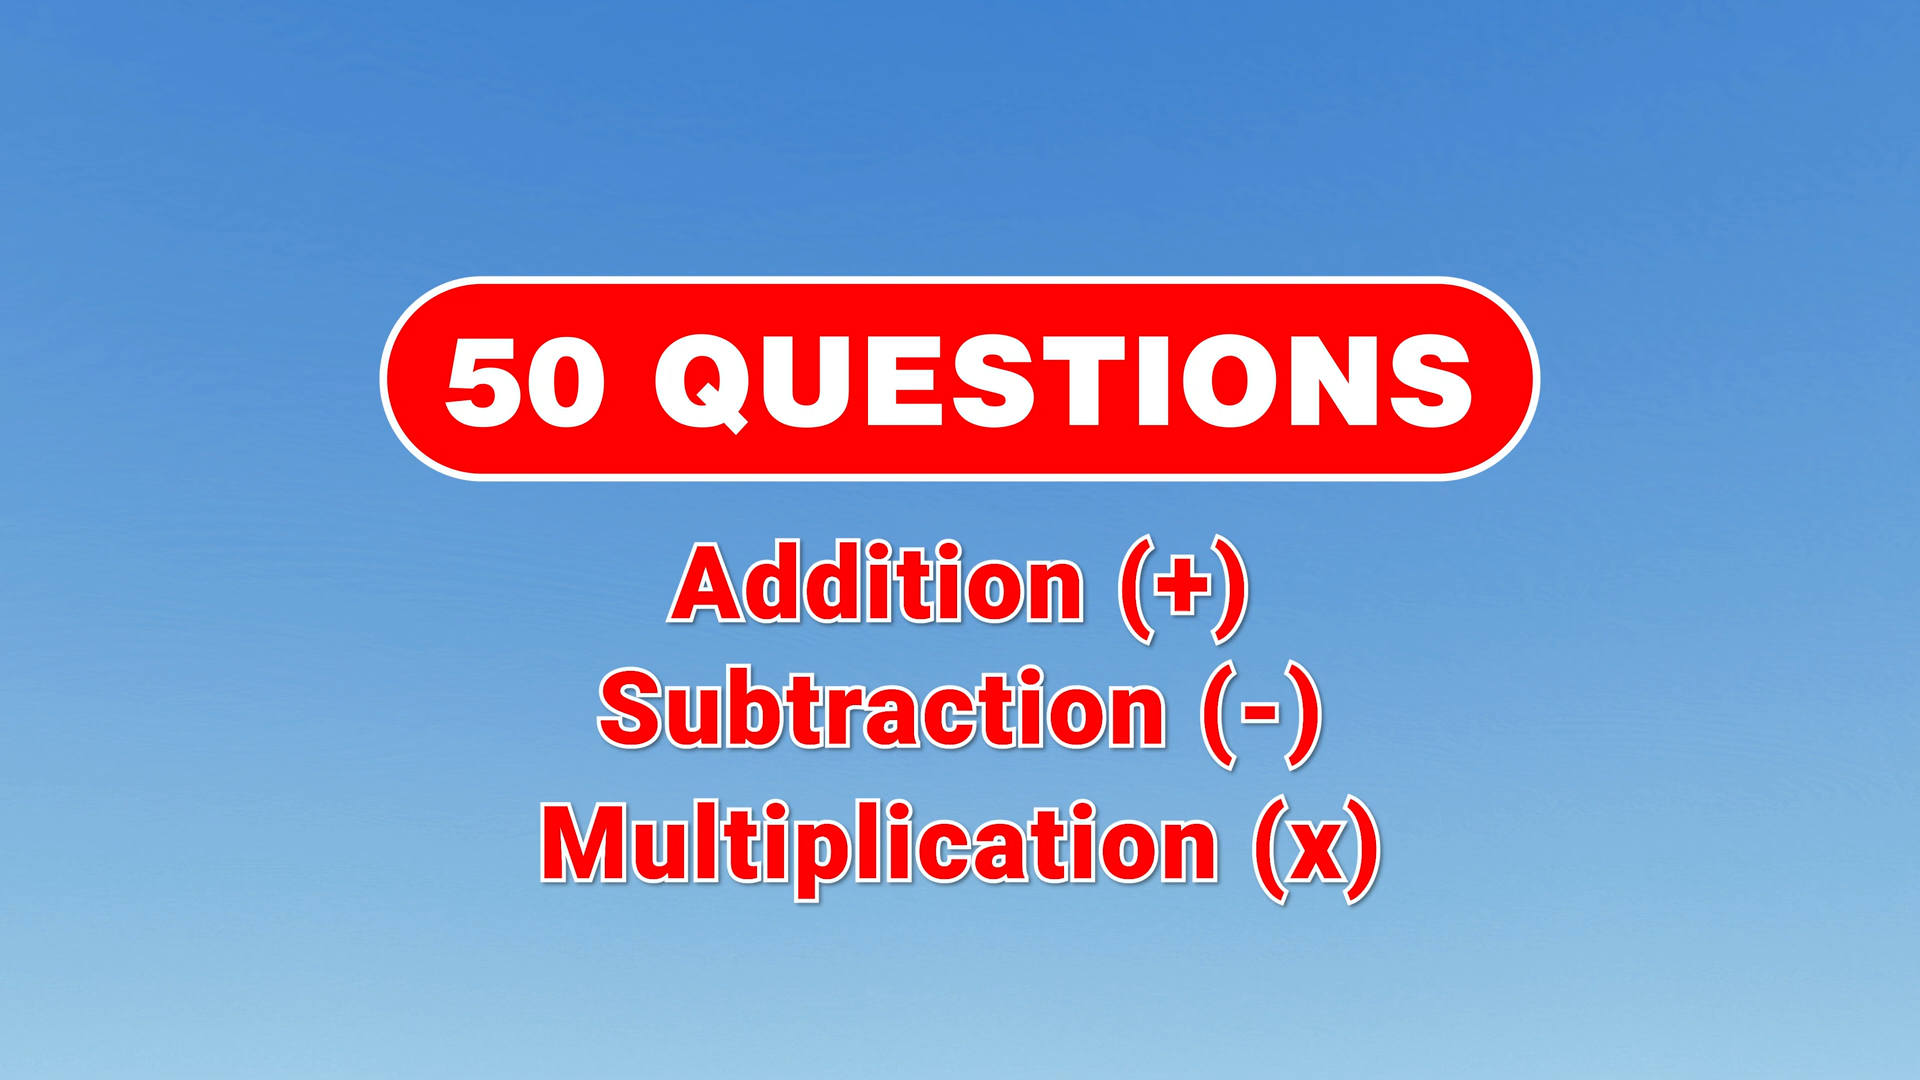 50 QUESTIONS
Addition (+)
Subtraction (-)
Multiplication (x)